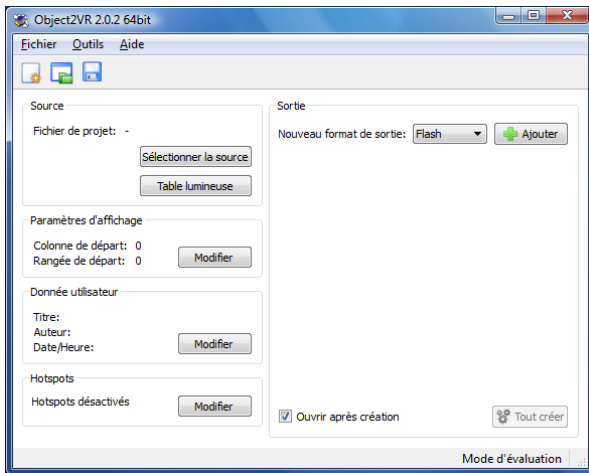 Object2VR 2.0.2 64bit
Fichier Outils Aide
Source
Fichier de projet: -
Sélectionner la source
Table lumineuse
Paramètres d'affichage
Colonne de départ: 0
Rangée de départ: 0
Modifier
Donnée utilisateur
Titre:
Auteur:
Date/Heure:
Modifier
Hotspots
Hotspots désactivés
Modifier
Sortie
Nouveau format de sortie: Flash Ajouter
Ouvrir après création
Tout créer
Mode d'évaluation